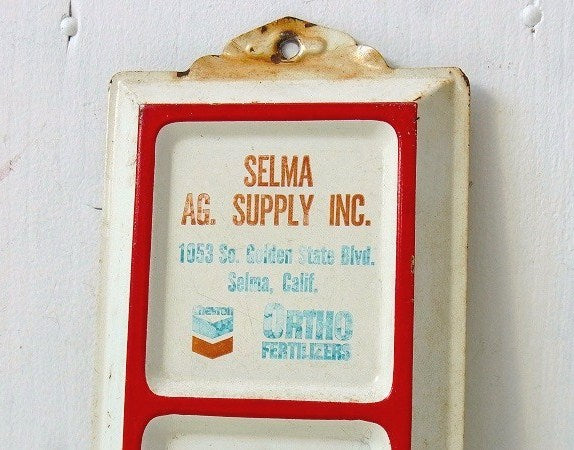 SELMA
AG. SUPPLY INC.
1053 So. Golden State Blvd.
Selma, Calif.
Chevron
ORTHO
FERTILIZERS